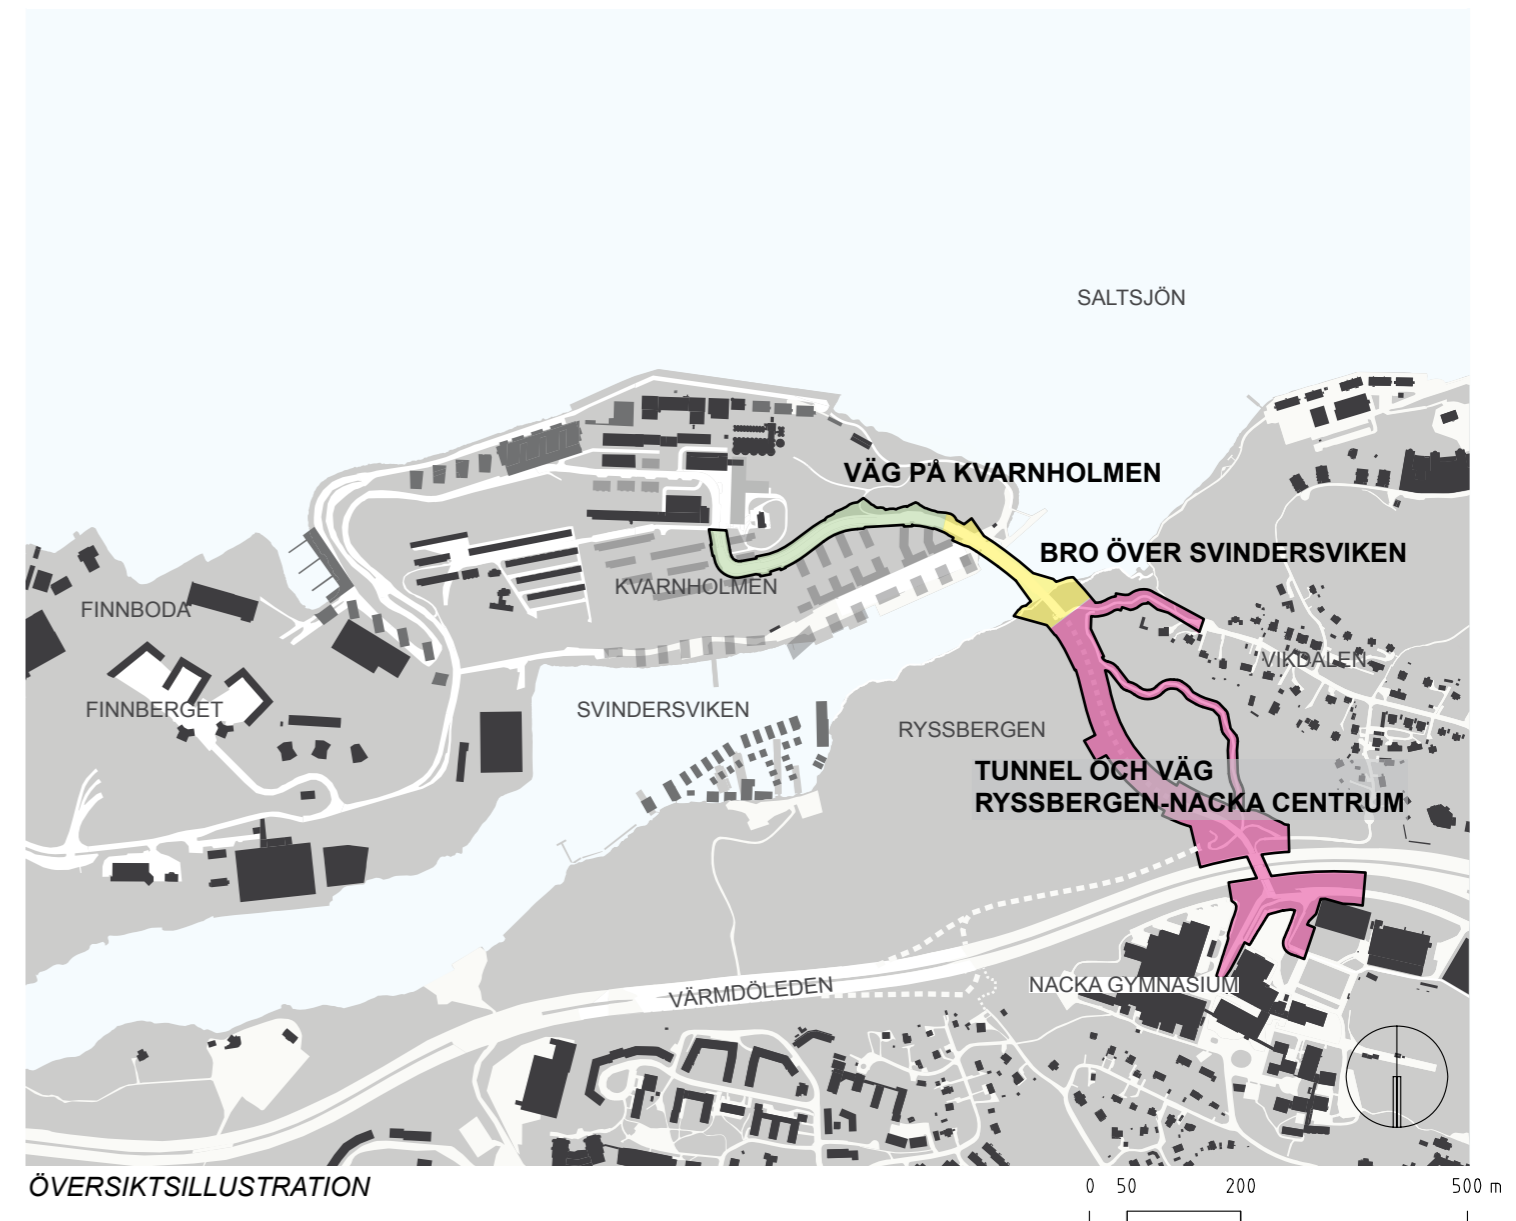 SALTSJÖN
VÄG PÅ KVARNHOLMEN
BRO ÖVER SVINDERSVIKEN
KVARNHOLMEN
FINNBODA
VIKDALEN
FINNBERGET
SVINDERSVIKEN
RYSSBERGEN
TUNNEL OCH VÄG
RYSSBERGEN-NACKA CENTRUM
VÄRMDÖLEDEN
NACKA GYMNASIUM
ÖVERSIKTSILLUSTRATION
0 50 200 500 m